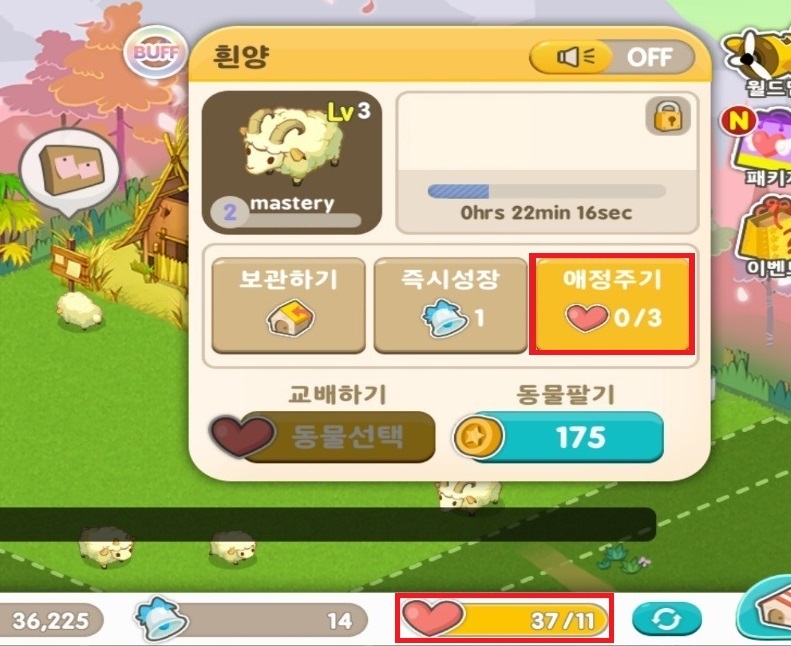 BUFF
흰양
OFF
Lv 3
2 mastery
0hrs 22min 16sec
N
보관하기
즉시성장
1
애정주기
0/3
교배하기
동물선택
동물팔기
175
36,225
14
37/11